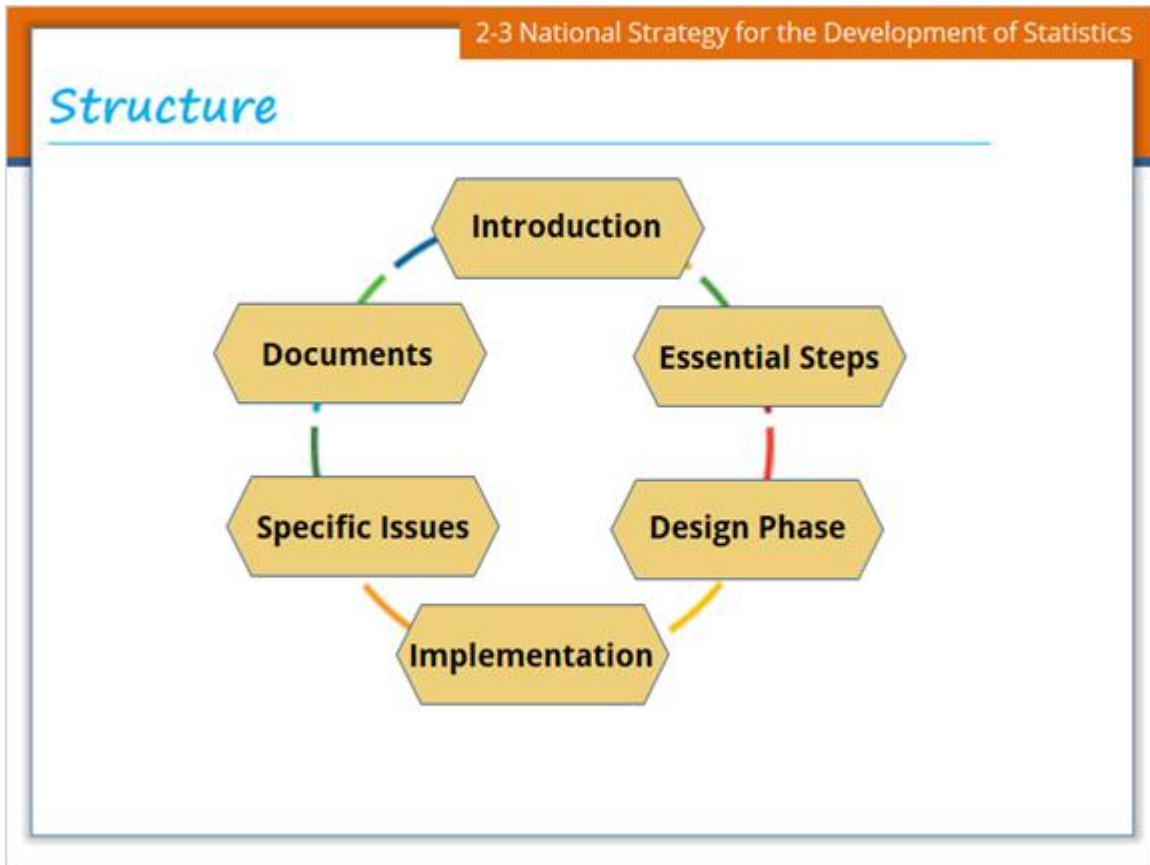 2-3 National Strategy for the Development of Statistics
Structure
Introduction
Essential Steps
Design Phase
Implementation
Specific Issues
Documents